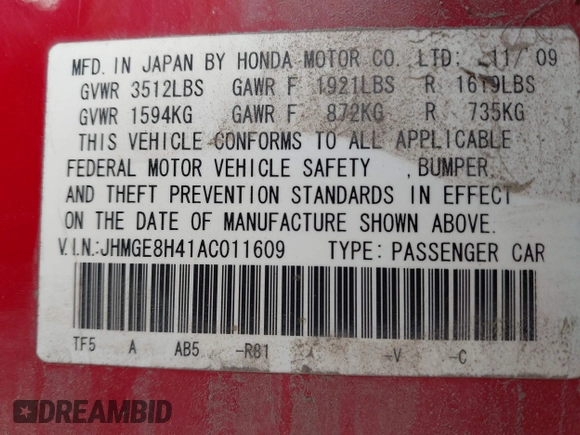 MFD. IN JAPAN BY HONDA MOTOR CO. LTD: 11/ 09
GVWR 3512LBS GAWR F 1921LBS R 1619LBS
GVWR 1594KG GAWR F 872KG R 735KG
THIS VEHICLE CONFORMS TO ALL APPLICABLE
FEDERAL MOTOR VEHICLE SAFETY , BUMPER,
AND THEFT PREVENTION STANDARDS IN EFFECT
ON THE DATE OF MANUFACTURE SHOWN ABOVE.
V.I.N.:JHMGE8H41AC011609 TYPE: PASSENGER CAR
TF5 A AB5 -R81 -V -C
DREAMBID